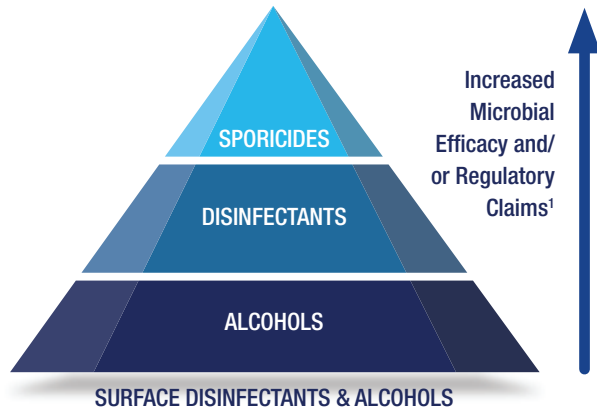 SPORICIDES
DISINFECTANTS
ALCOHOLS
Increased
Microbial
Efficacy and/
or Regulatory
Claims¹
SURFACE DISINFECTANTS & ALCOHOLS